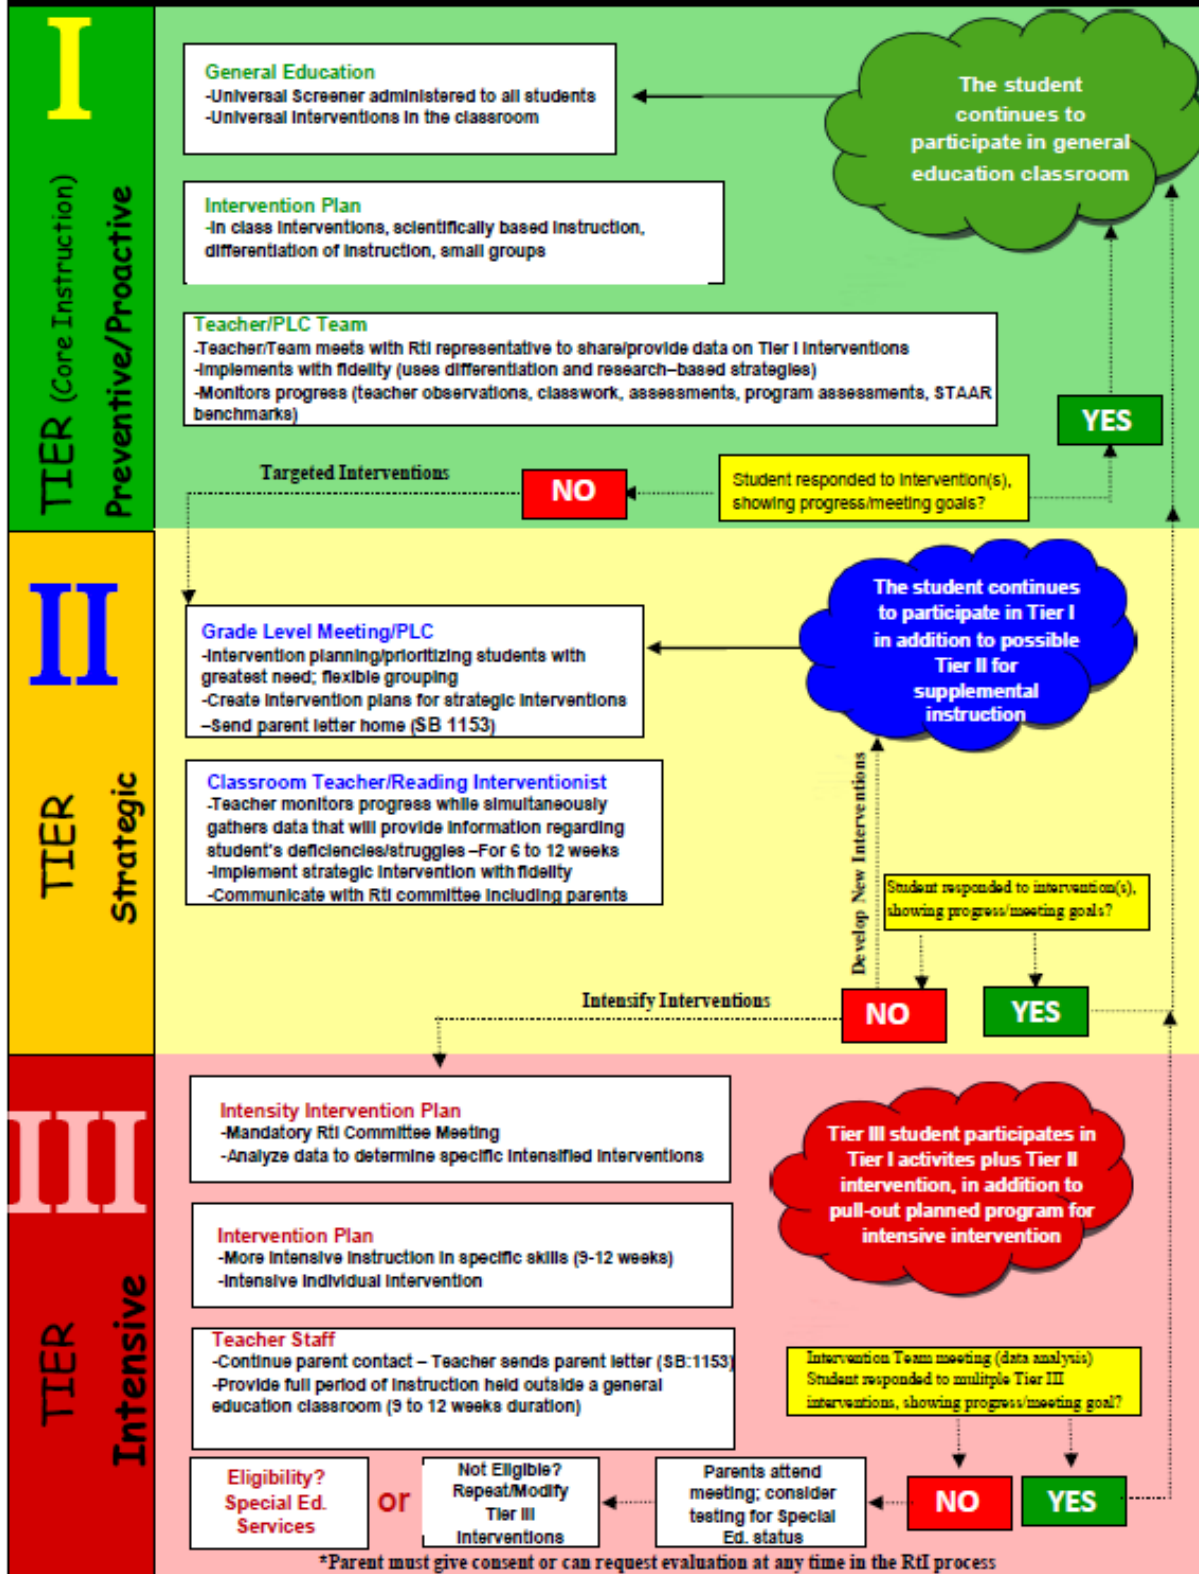 I
TIER (Core Instruction)
Preventive/Proactive
General Education
-Universal Screener administered to all students
-Universal Interventions in the classroom
The student
continues to
participate in general
education classroom
Intervention Plan
-In class Interventions, scientifically based Instruction,
differentiation of Instruction, small groups
Teacher/PLC Team
-Teacher/Team meets with RtI representative to share/provide data on Tier I Interventions
-Implements with fidelity (uses differentiation and research–based strategies)
-Monitors progress (teacher observations, classwork, assessments, program assessments, STAAR
benchmarks)
YES
Targeted Interventions
NO
Student responded to intervention(s),
showing progress/meeting goals?
II
TIER
Strategic
The student continues
to participate in Tier I
in addition to possible
Tier II for
supplemental
instruction
Grade Level Meeting/PLC
-Intervention planning/prioritizing students with
greatest need; flexible grouping
-Create Intervention plans for strategic Interventions
–Send parent letter home (SB 1153)
Classroom Teacher/Reading Interventionist
-Teacher monitors progress while simultaneously
gathers data that will provide information regarding
student's deficiencies/struggles –For 6 to 12 weeks
-Implement strategic Intervention with fidelity
-Communicate with RtI committee including parents
Develop New Interventions
Student responded to intervention(s),
showing progress/meeting goals?
Intensify Interventions
NO
YES
III
TIER
Intensive
Intensity Intervention Plan
-Mandatory RtI Committee Meeting
-Analyze data to determine specific Intensified Interventions
Tier III student participates in
Tier I activites plus Tier II
intervention, in addition to
pull-out planned program for
intensive intervention
Intervention Plan
-More Intensive Instruction in specific skills (9-12 weeks)
-Intensive Individual Intervention
Teacher Staff
-Continue parent contact – Teacher sends parent letter (SB:1153)
-Provide full period of Instruction held outside a general
education classroom (9 to 12 weeks duration)
Intervention Team meeting (data analysis)
Student responded to mulitple Tier III
interventions, showing progress/meeting goal?
Eligibility?
Special Ed.
Services
or
Not Eligible?
Repeat/Modify
Tier III
Interventions
Parents attend
meeting; consider
testing for Special
Ed. status
NO
YES
*Parent must give consent or can request evaluation at any time in the RtI process